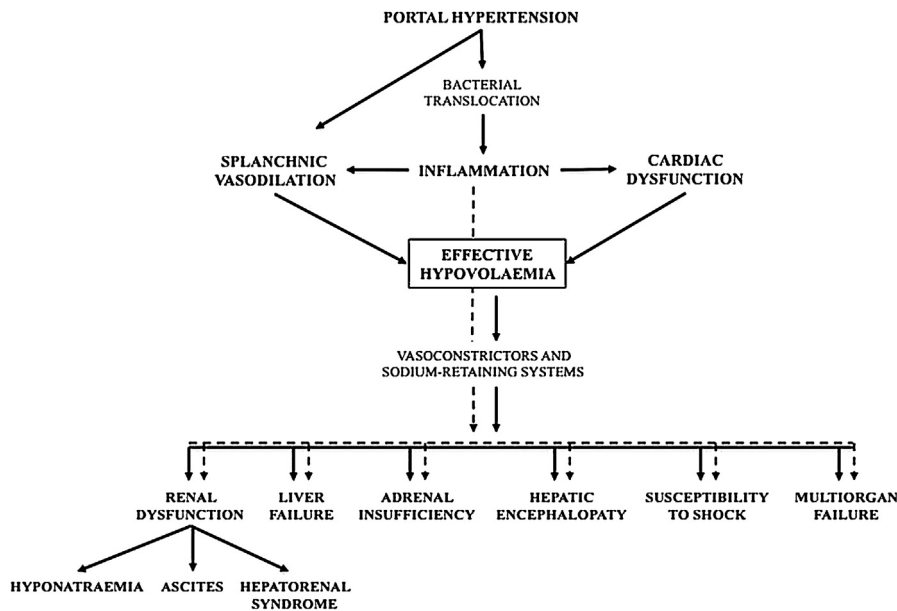 PORTAL HYPERTENSION
BACTERIAL
TRANSLOCATION
SPLANCHNIC
VASODILATION
INFLAMMATION
CARDIAC
DYSFUNCTION
EFFECTIVE
HYPOVOLAEMIA
VASOCONSTRICTORS AND
SODIUM-RETAINING SYSTEMS
RENAL
DYSFUNCTION
LIVER
FAILURE
ADRENAL
INSUFFICIENCY
HEPATIC
ENCEPHALOPATY
SUSCEPTIBILITY
TO SHOCK
MULTIORGAN
FAILURE
HYPONATRAEMIA
ASCITES
HEPATORENAL
SYNDROME